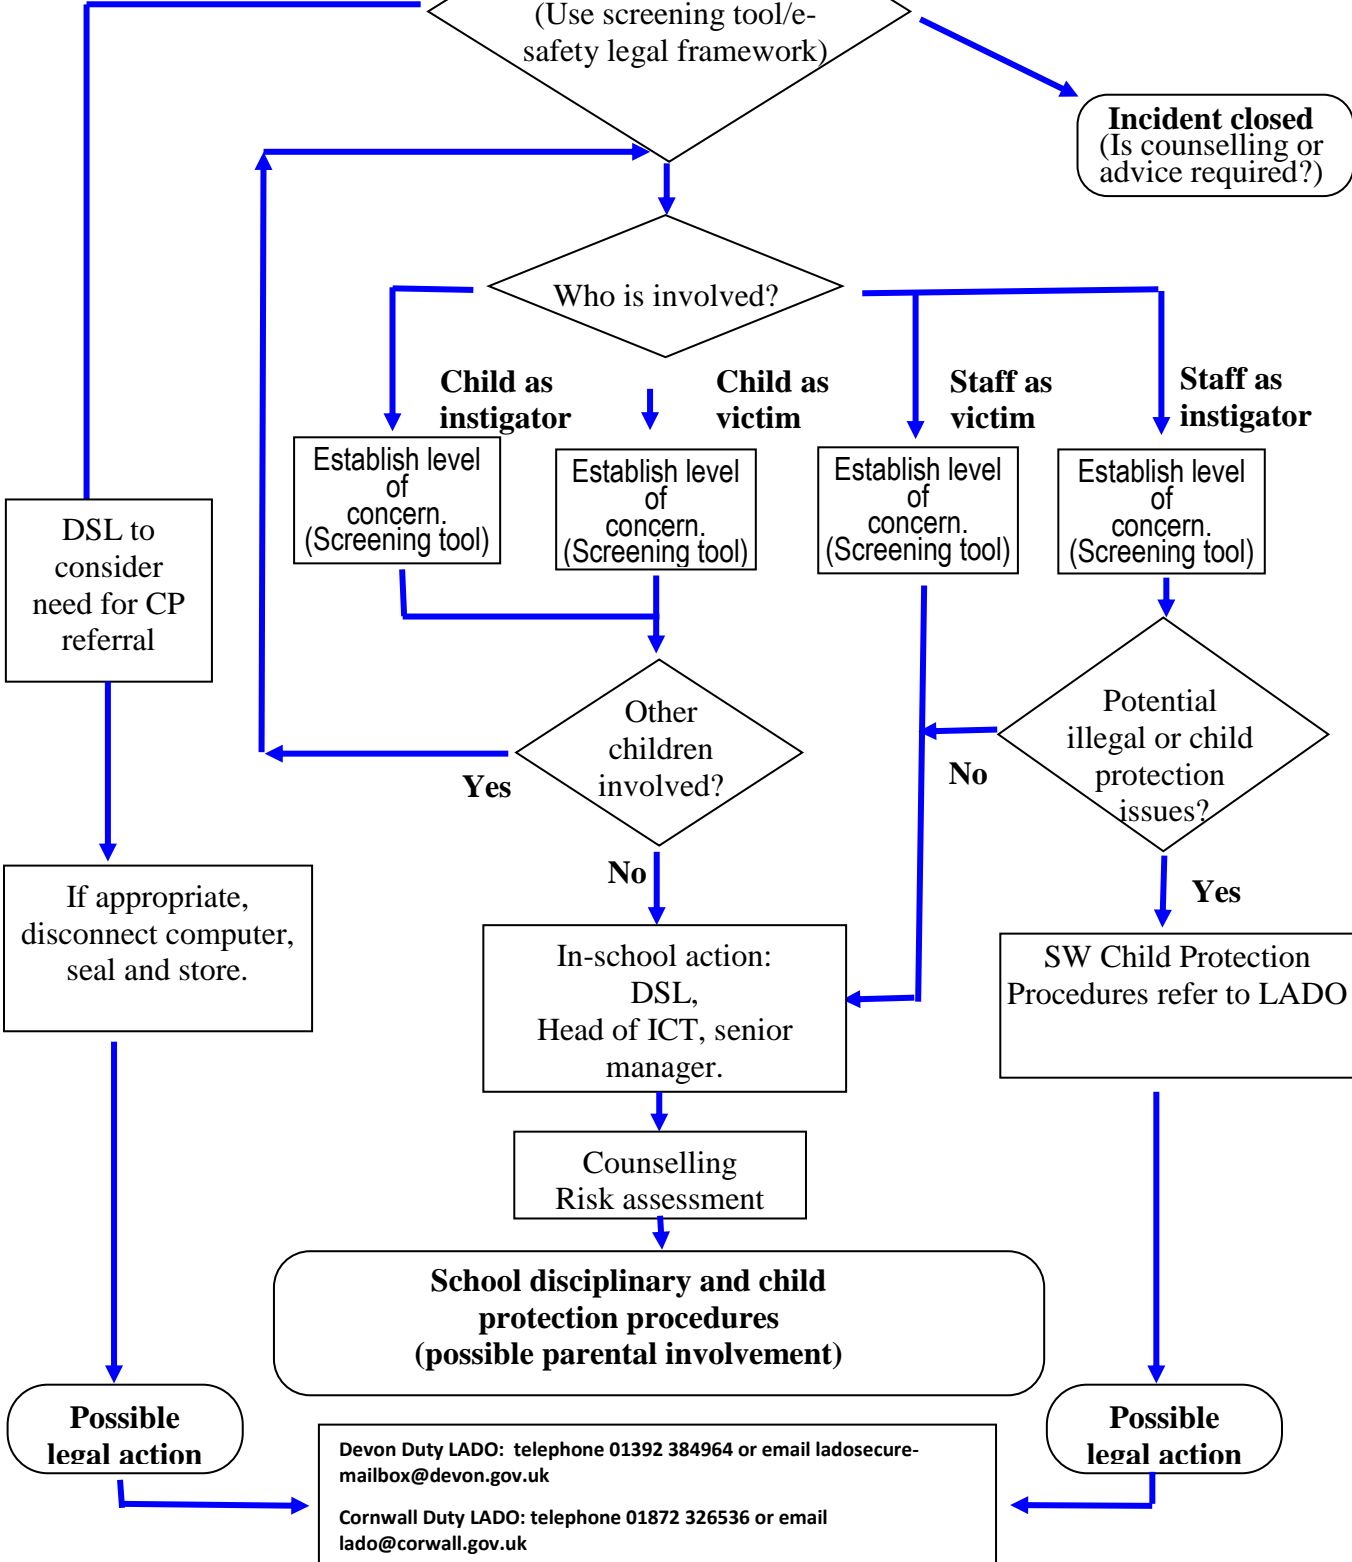 (Use screening tool/e-
safety legal framework)
Incident closed
(Is counselling or
advice required?)
Who is involved?
Child as
instigator
Child as
victim
Staff as
victim
Staff as
instigator
Establish level
of
concern.
(Screening tool)
Establish level
of
concern.
(Screening tool)
Establish level
of
concern.
(Screening tool)
Establish level
of
concern.
(Screening tool)
DSL to
consider
need for CP
referral
Other
children
involved?
Yes
No
Potential
illegal or child
protection
issues?
No
Yes
If appropriate,
disconnect computer,
seal and store.
In-school action:
DSL,
Head of ICT, senior
manager.
SW Child Protection
Procedures refer to LADO
Counselling
Risk assessment
School disciplinary and child
protection procedures
(possible parental involvement)
Possible
legal action
Possible
legal action
Devon Duty LADO: telephone 01392 384964 or email ladosecure-
mailbox@devon.gov.uk
Cornwall Duty LADO: telephone 01872 326536 or email
lado@corwall.gov.uk